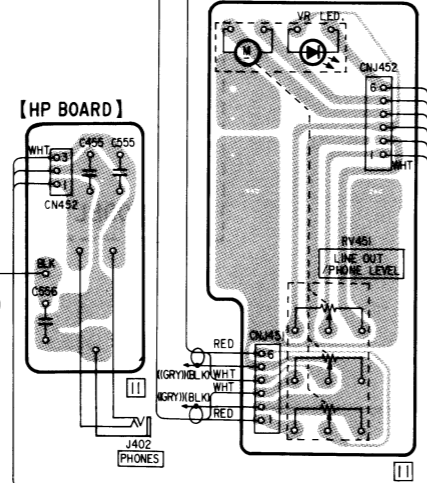 VR LED
M
CNJ452
6
1
WHT
【HP BOARD】
WHT
3
1
C455
C555
CN452
BLK
C556
11
J402
PHONES
RV451
LINE OUT
/PHONE LEVEL
CNJ451
RED
6
(GRY)(BLK)
WHT
WHT
(GRY)(BLK)
RED
1
11